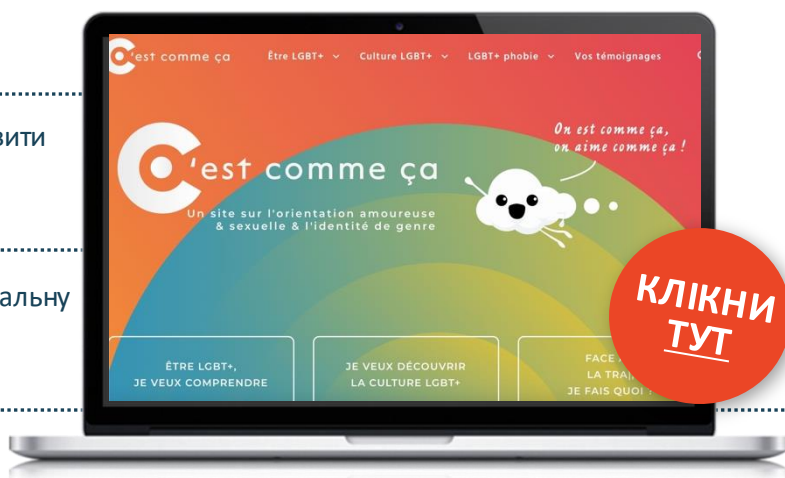 C'est comme ça Être LGBT+ Culture LGBT+ LGBT+ phobie Vos témoignages
On est comme ça,
on aime comme ça !
C'est comme ça
Un site sur l'orientation amoureuse
& sexuelle & l'identité de genre
ÊTRE LGBT+,
JE VEUX COMPRENDRE
JE VEUX DÉCOUVRIR
LA CULTURE LGBT+
FACE
LA
JE FAIS QUOI ?
КЛІКНИ
ТУТ